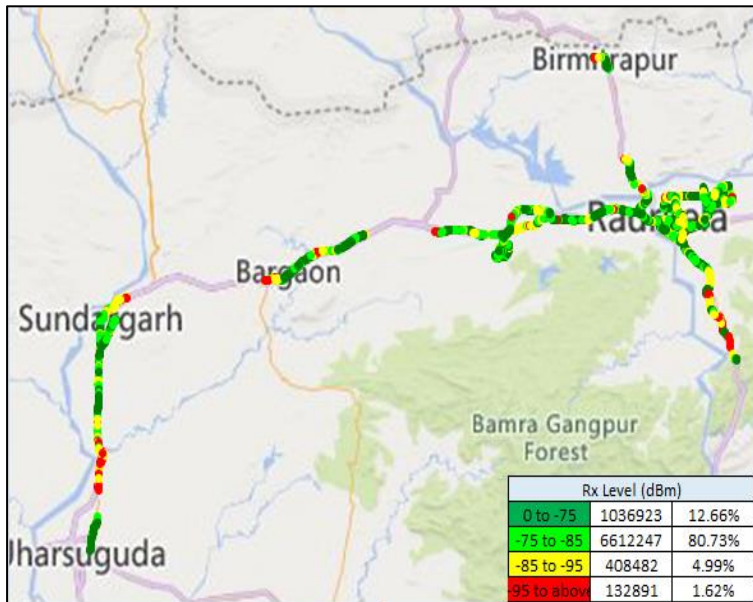 Birmitrapur
Bargaon
Sundargarh
Bamra Gangpur
Forest
Jharsuguda
Rx Level (dBm)
0 to -75 1036923 12.66%
-75 to -85 6612247 80.73%
-85 to -95 408482 4.99%
-95 to above 132891 1.62%